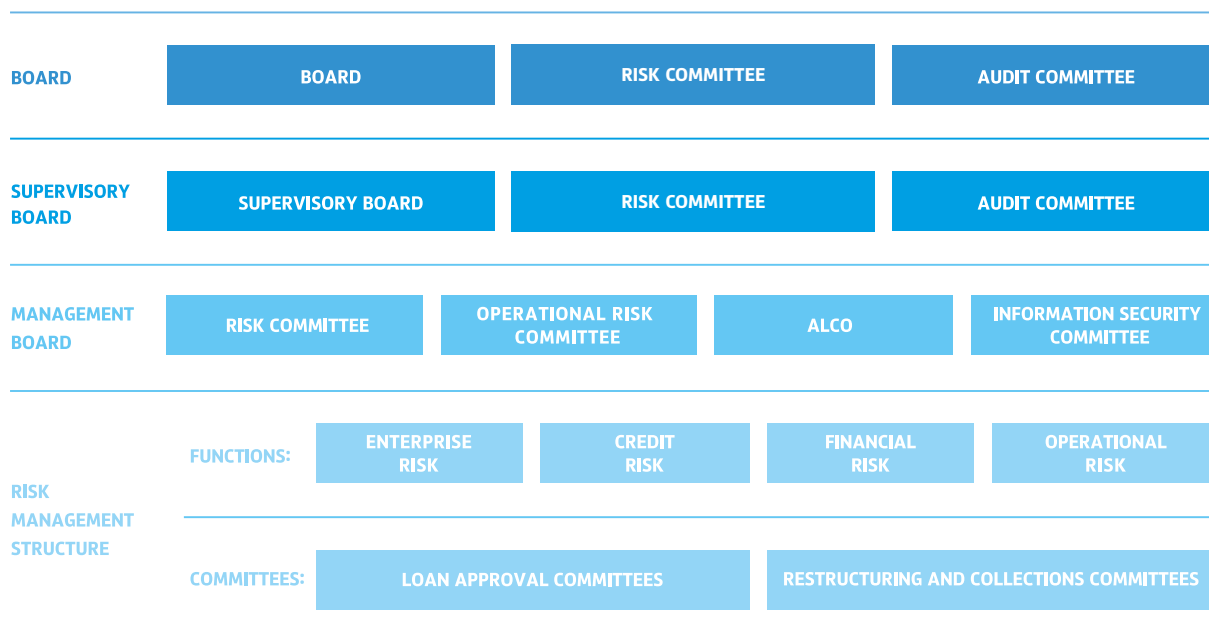 BOARD
BOARD
RISK COMMITTEE
AUDIT COMMITTEE
SUPERVISORY
BOARD
SUPERVISORY BOARD
RISK COMMITTEE
AUDIT COMMITTEE
MANAGEMENT
BOARD
RISK COMMITTEE
OPERATIONAL RISK
COMMITTEE
ALCO
INFORMATION SECURITY
COMMITTEE
RISK
MANAGEMENT
STRUCTURE
FUNCTIONS:
ENTERPRISE
RISK
CREDIT
RISK
FINANCIAL
RISK
OPERATIONAL
RISK
COMMITTEES:
LOAN APPROVAL COMMITTEES
RESTRUCTURING AND COLLECTIONS COMMITTEES